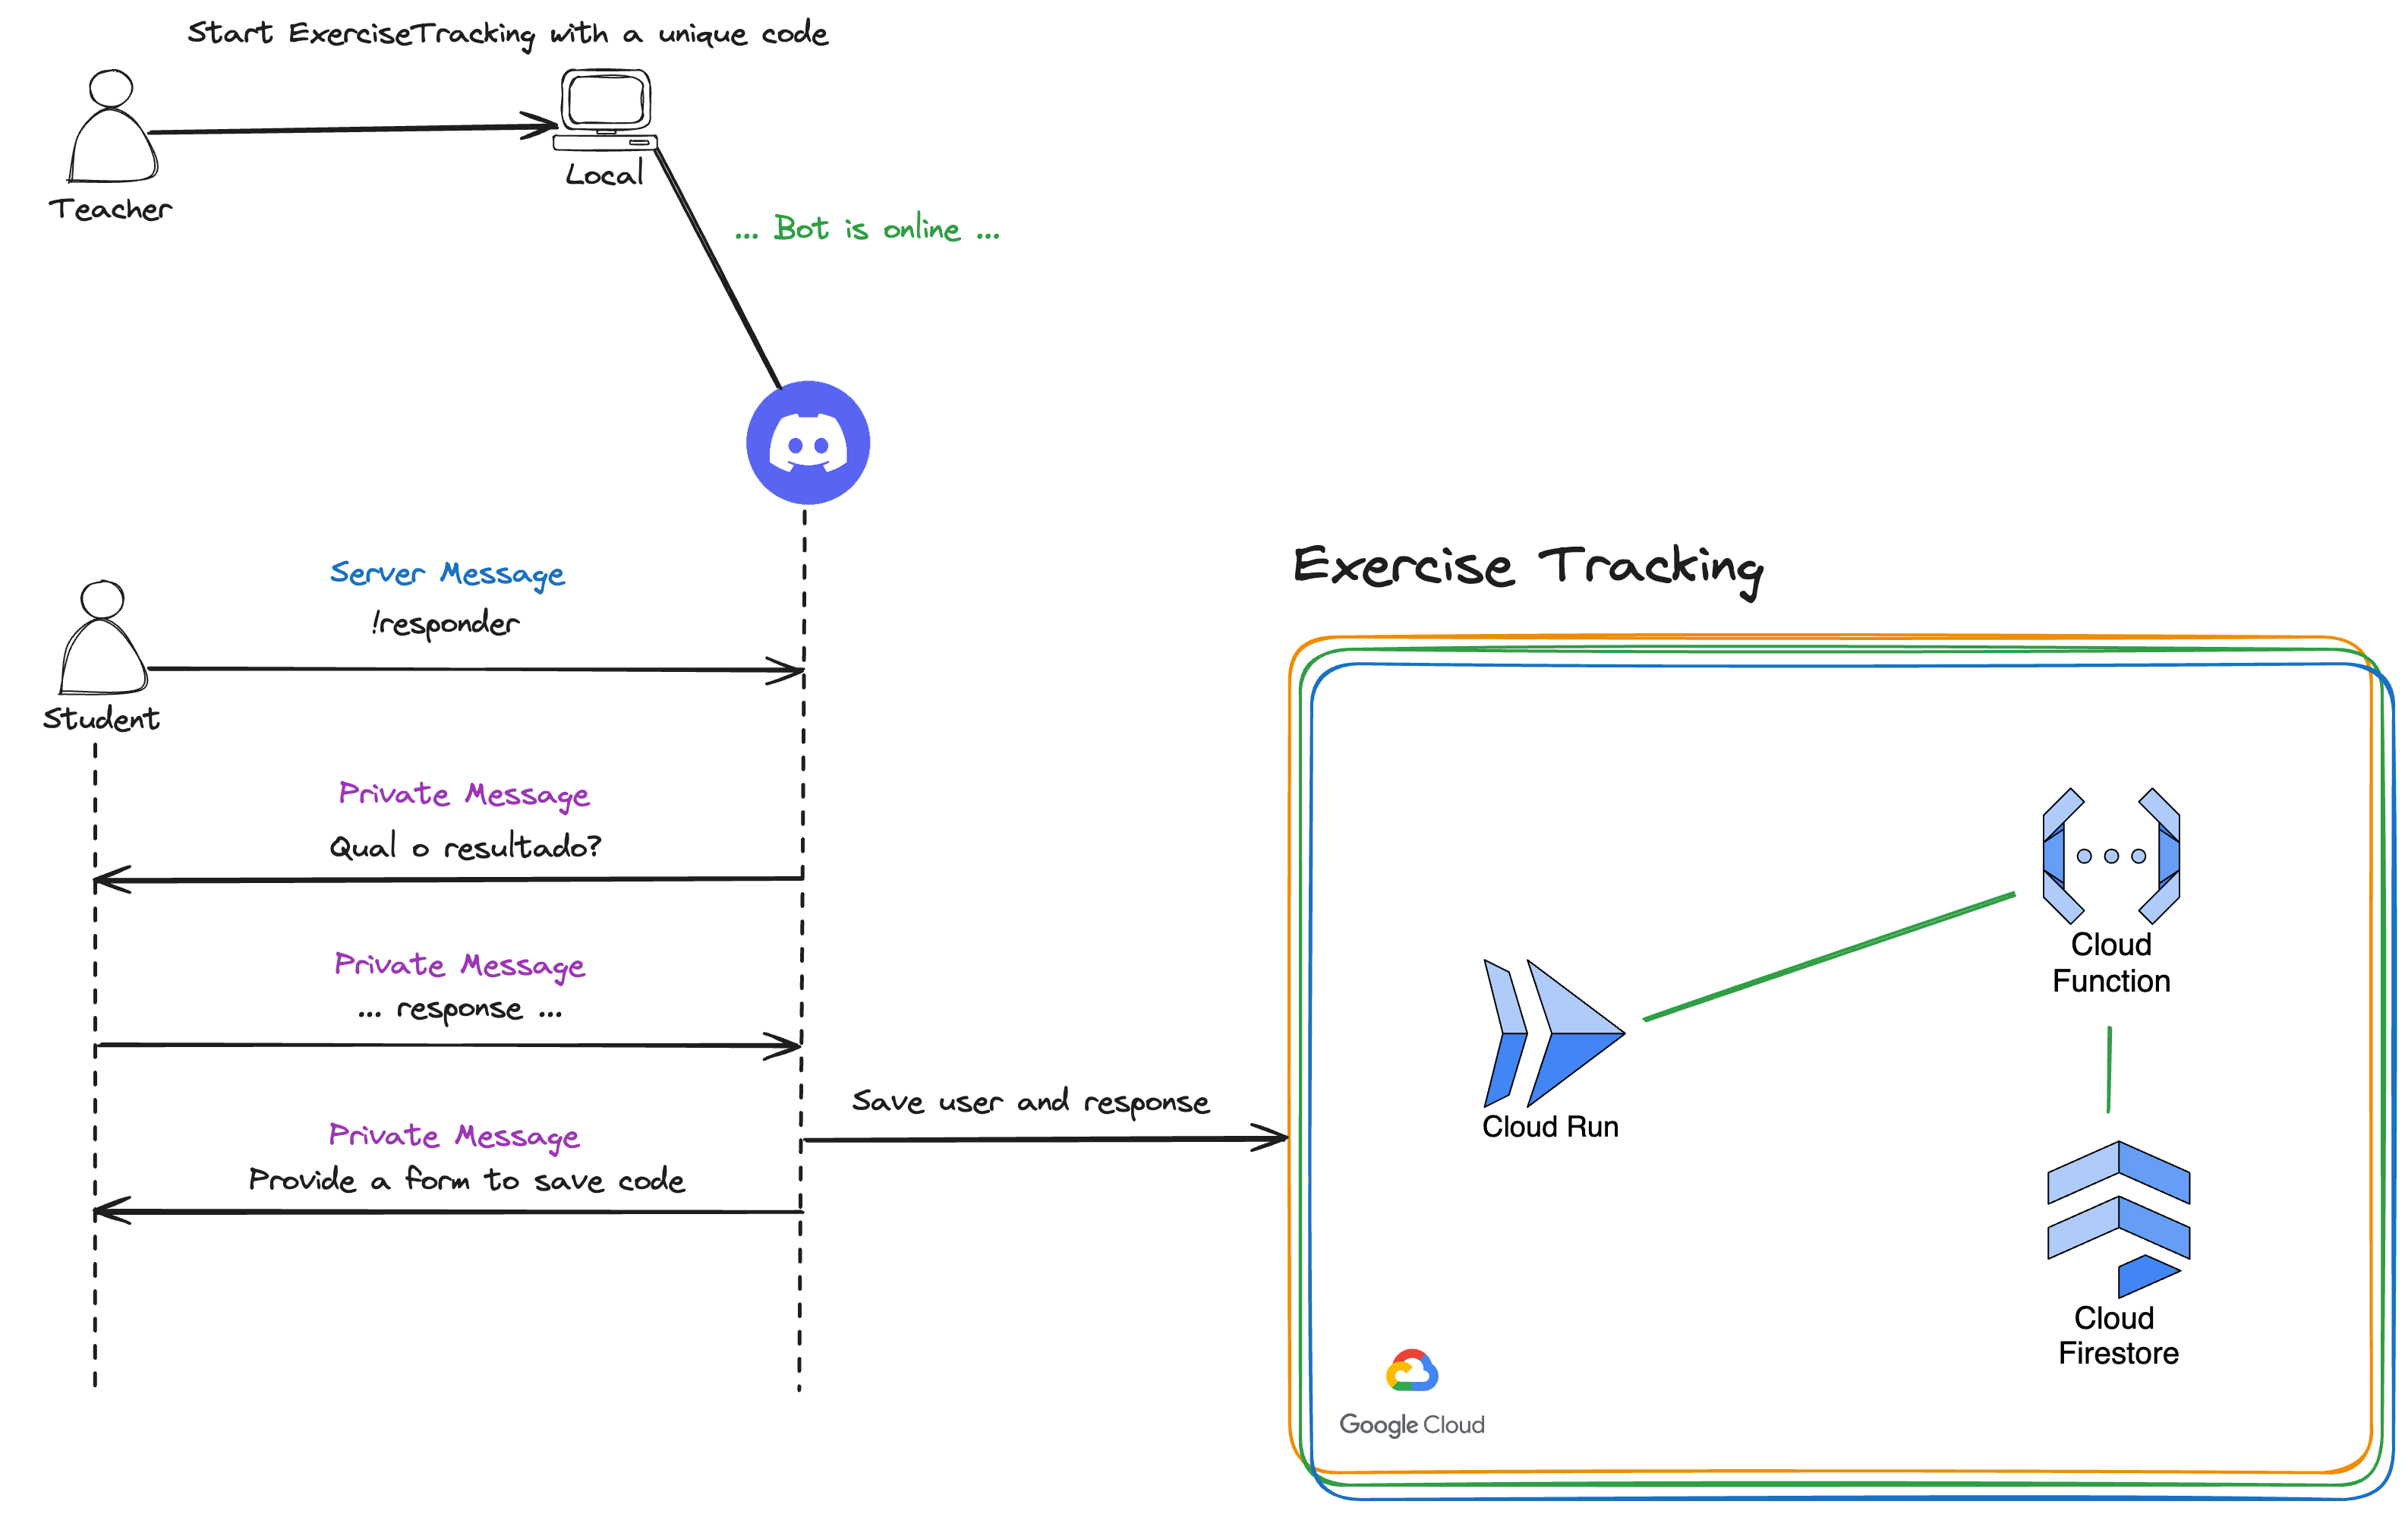 Start ExerciseTracking with a unique code
Teacher
Local
... Bot is online ...
Server Message
!responder
Student
Private Message
Qual o resultado?
Private Message
... response ...
Private Message
Provide a form to save code
Save user and response
Exercise Tracking
Cloud
Function
Cloud Run
Cloud
Firestore
Google Cloud